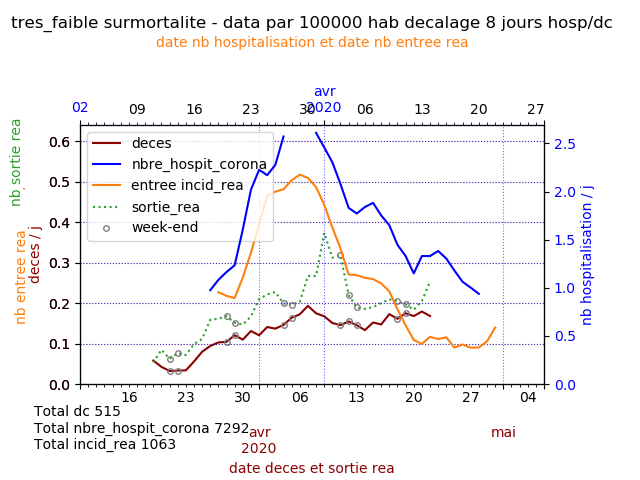 tres_faible surmortalite - data par 100000 hab decalage 8 jours hosp/dc
date nb hospitalisation et date nb entree rea
avr
2020
02 09 16 23 30 06 13 20 27
deces
nbre_hospit_corona
entree incid_rea
sortie_rea
week-end
0.6
0.5
0.4
0.3
0.2
0.1
0.0
2.5
2.0
1.5
1.0
0.5
0.0
nb sortie rea
nb entree rea
deces / j
nb hospitalisation / j
16 23 30 06 13 20 27 04
avr
2020
mai
date deces et sortie rea
Total dc 515
Total nbre_hospit_corona 7292
Total incid_rea 1063